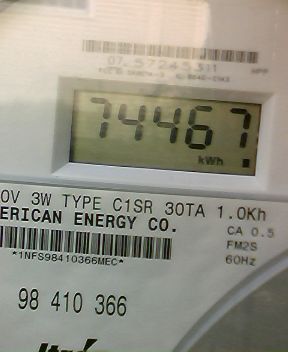 74467
kWh
0V 3W TYPE C1SR 30TA 1.0Kh
ERICAN ENERGY CO.
CA 0.5
FM2S
60Hz
*1NFS98410366MEC*
98 410 366